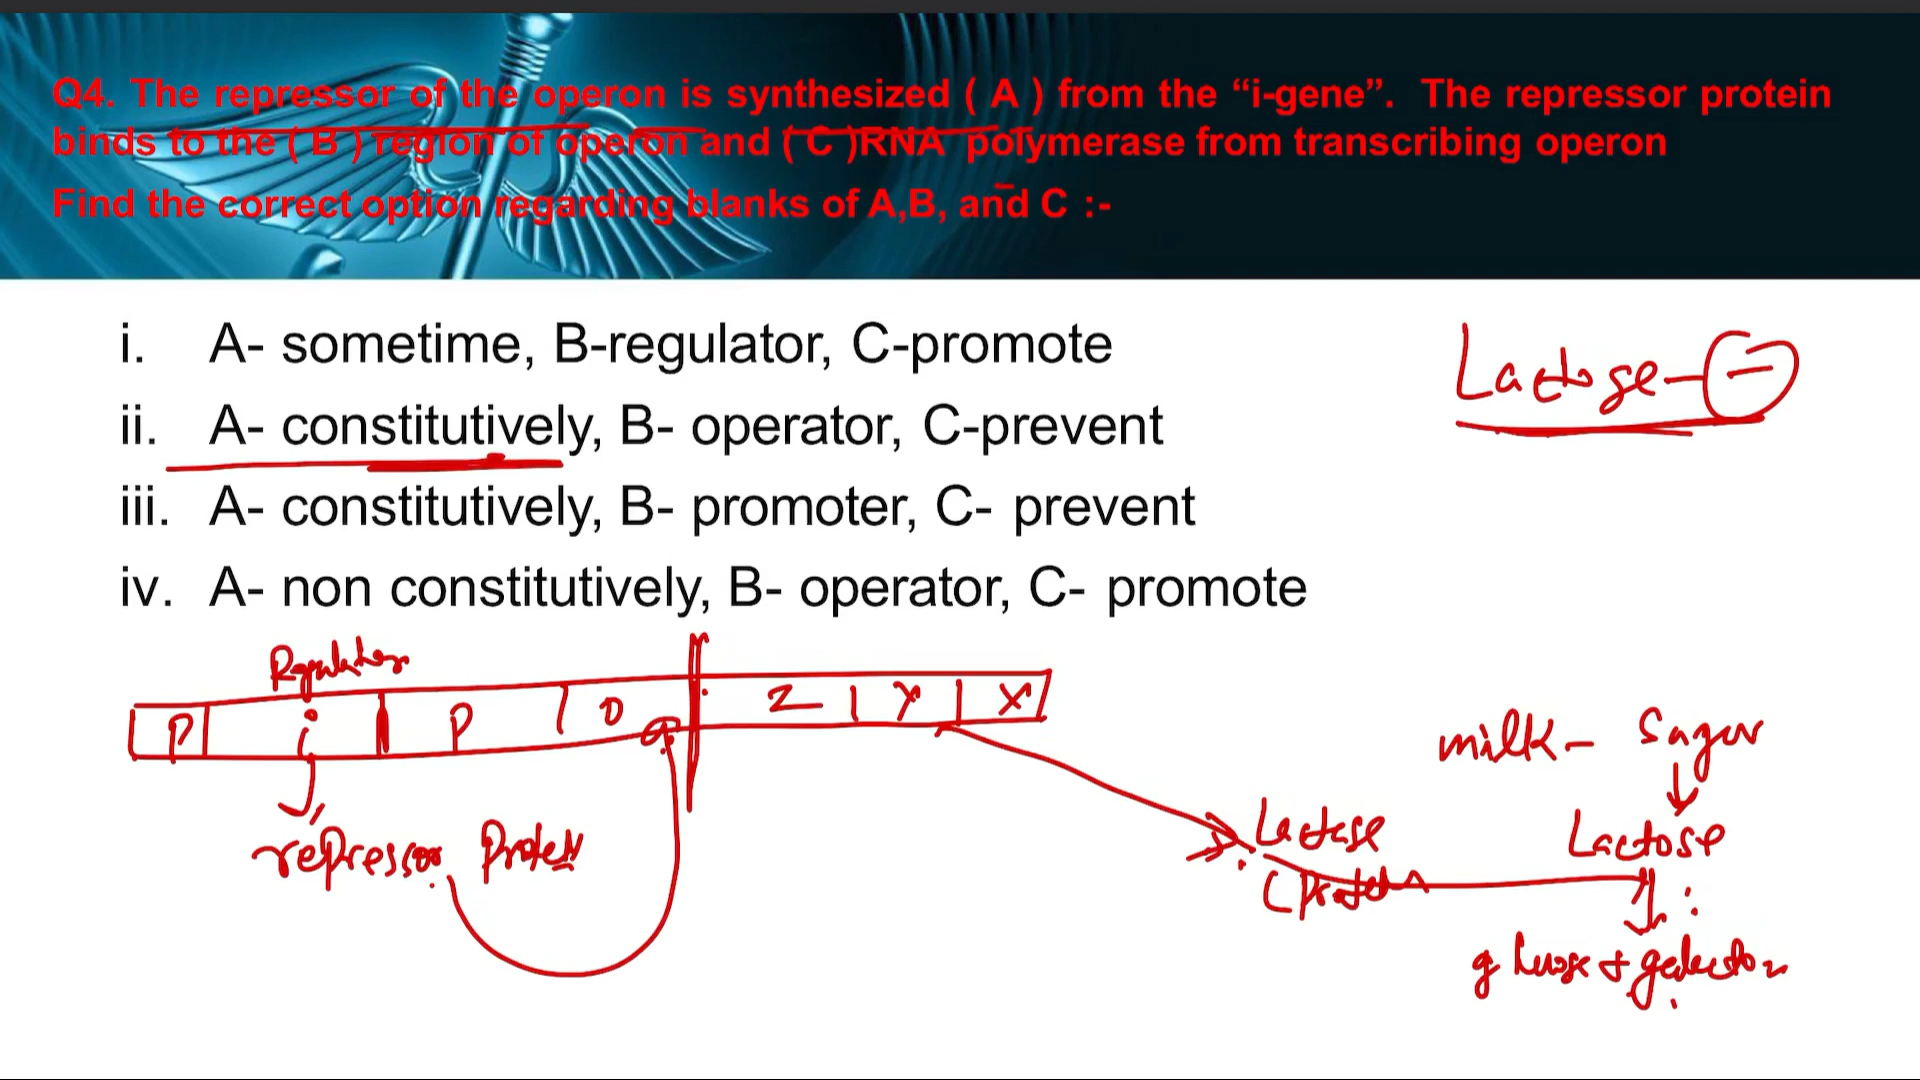 Q4. The repressor of the operon is synthesized ( A ) from the “i-gene”. The repressor protein
binds to the ( B ) region of operon and ( C )RNA polymerase from transcribing operon
Find the correct option regarding blanks of A,B, and C :-
i. A- sometime, B-regulator, C-promote
ii. A- constitutively, B- operator, C-prevent
iii. A- constitutively, B- promoter, C- prevent
iv. A- non constitutively, B- operator, C- promote
Lactose-
Regulator
P i P O Z Y X
repressor Protein
milk- Sugar
Lactose
Lactase
(Protein
glucose +